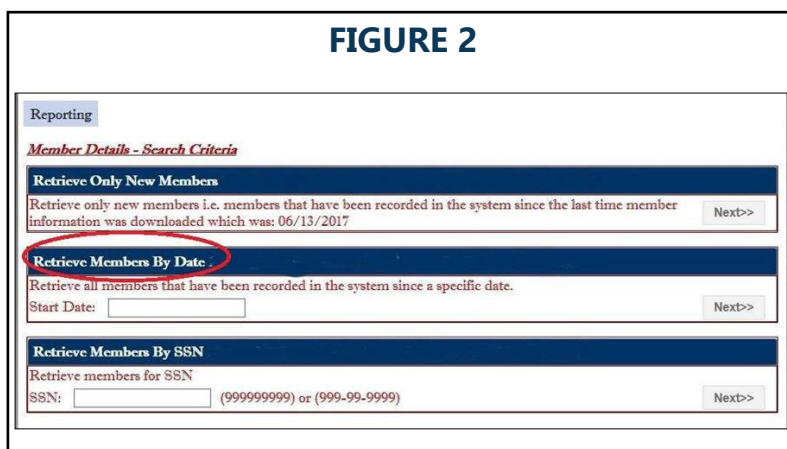 FIGURE 2
Reporting
Member Details - Search Criteria
Retrieve Only New Members
Retrieve only new members i.e. members that have been recorded in the system since the last time member
information was downloaded which was: 06/13/2017
Next>>
Retrieve Members By Date
Retrieve all members that have been recorded in the system since a specific date.
Start Date:
Next>>
Retrieve Members By SSN
Retrieve members for SSN
SSN: (999999999) or (999-99-9999)
Next>>